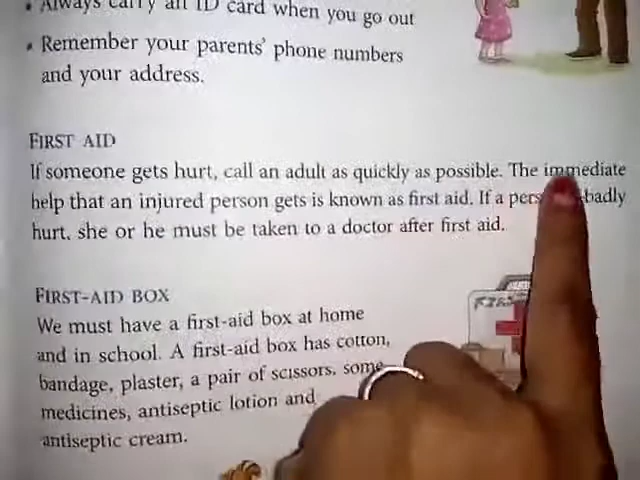 • Always carry an ID card when you go out
• Remember your parents' phone numbers
and your address.
FIRST AID
If someone gets hurt, call an adult as quickly as possible. The immediate
help that an injured person gets is known as first aid. If a badly
hurt, she or he must be taken to a doctor after first aid.
FIRST-AID BOX
We must have a first-aid box at home
and in school. A first-aid box has cotton,
bandage, plaster, a pair of scissors, some
medicines, antiseptic lotion and
antiseptic cream.